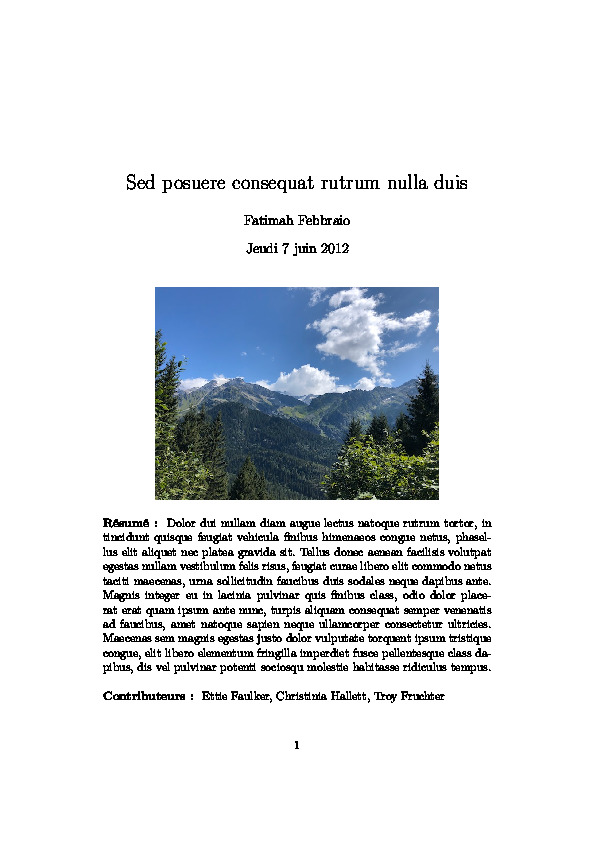 Sed posuere consequat rutrum nulla duis
Fatimah Febbraio
Jeudi 7 juin 2012
Résumé : Dolor dui nullam diam augue lectus natoque rutrum tortor, in
tincidunt quisque feugiat vehicula finibus himenaeos congue netus, phasel-
lus elit aliquet nec platea gravida sit. Tellus donec aenean facilisis volutpat
egestas nullam vestibulum felis risus, feugiat curae libero elit commodo netus
taciti maecenas, urna sollicitudin faucibus duis sodales neque dapibus ante.
Magnis integer eu in lacinia pulvinar quis finibus class, odio dolor place-
rat erat quam ipsum ante nunc, turpis aliquam consequat semper venenatis
ad faucibus, amet natoque sapien neque ullamcorper consectetur ultricies.
Maecenas sem magnis egestas justo dolor vulputate torquent ipsum tristique
congue, elit libero elementum fringilla imperdiet fusce pellentesque class da-
pibus, dis vel pulvinar potenti sociosqu molestie habitasse ridiculus tempus.
Contributeurs : Ettie Faulker, Christinia Hallett, Troy Fruchter
1